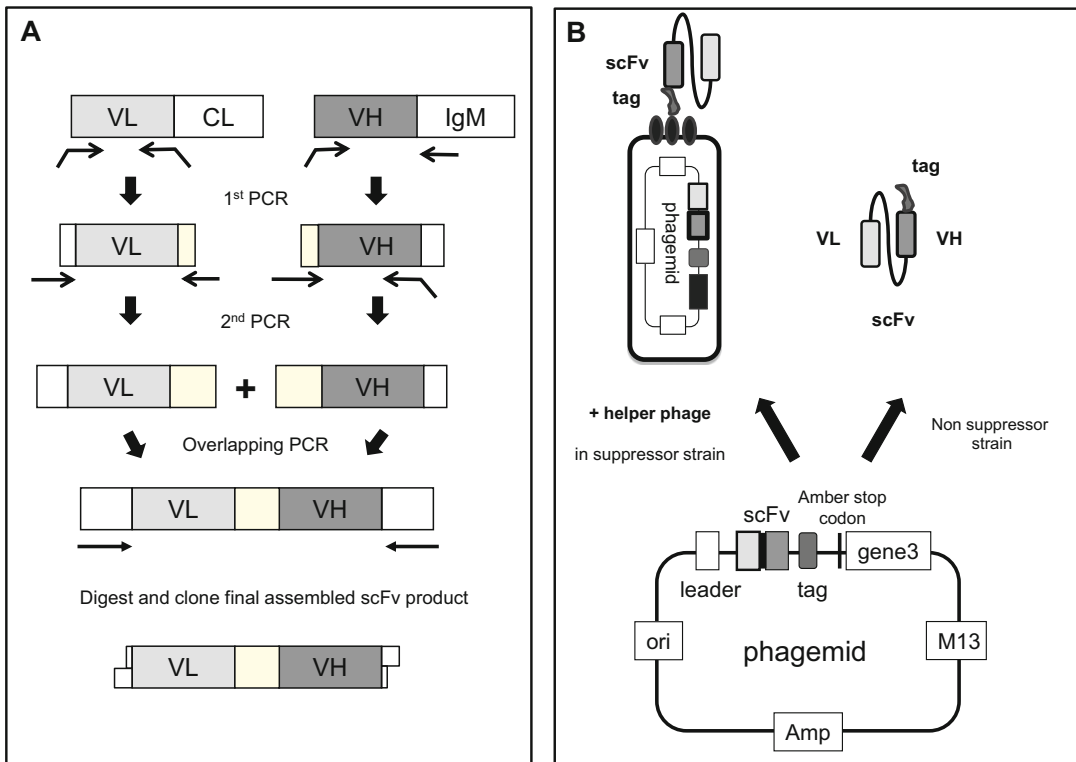 A
VL
CL
VH
IgM
1st PCR
VL
VH
2nd PCR
VL
+
VH
Overlapping PCR
VL
VH
Digest and clone final assembled scFv product
VL
VH
B
scFv
tag
phagemid
tag
VL
VH
scFv
+ helper phage
in suppressor strain
Non suppressor
strain
Amber stop
codon
scFv
gene3
leader
tag
ori
phagemid
M13
Amp